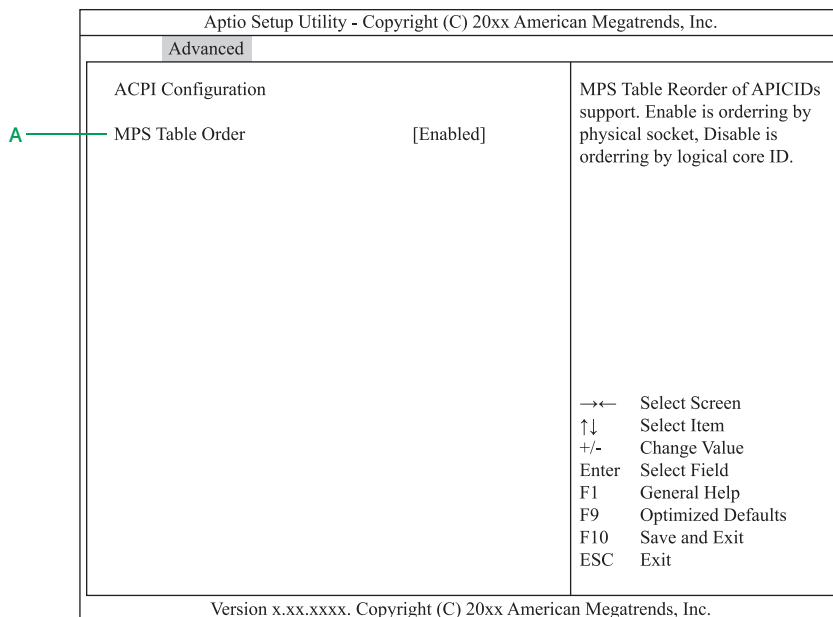 Aptio Setup Utility - Copyright (C) 20xx American Megatrends, Inc.
Advanced
ACPI Configuration
A MPS Table Order [Enabled]
MPS Table Reorder of APICIDs
support. Enable is orderring by
physical socket, Disable is
orderring by logical core ID.
→← Select Screen
↑↓ Select Item
+/- Change Value
Enter Select Field
F1 General Help
F9 Optimized Defaults
F10 Save and Exit
ESC Exit
Version x.xx.xxxx. Copyright (C) 20xx American Megatrends, Inc.